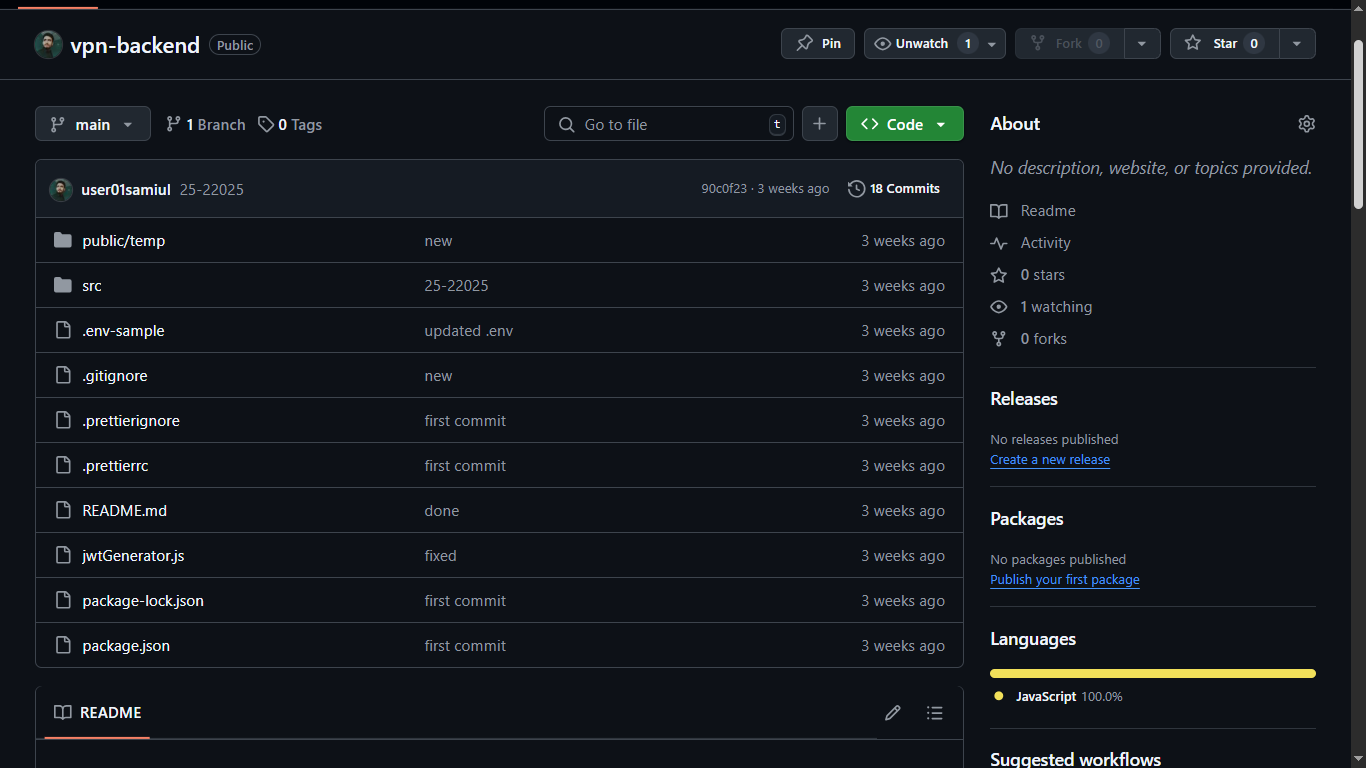 vpn-backend Public
Pin
Unwatch 1
Fork 0
Star 0
main
1 Branch
0 Tags
Go to file t
Code
user01samiul 25-22025 90c0f23 · 3 weeks ago 18 Commits
public/temp new 3 weeks ago
src 25-22025 3 weeks ago
.env-sample updated .env 3 weeks ago
.gitignore new 3 weeks ago
.prettierignore first commit 3 weeks ago
.prettierrc first commit 3 weeks ago
README.md done 3 weeks ago
jwtGenerator.js fixed 3 weeks ago
package-lock.json first commit 3 weeks ago
package.json first commit 3 weeks ago
README
About
No description, website, or topics provided.
Readme
Activity
0 stars
1 watching
0 forks
Releases
No releases published
Create a new release
Packages
No packages published
Publish your first package
Languages
JavaScript 100.0%
Suggested workflows